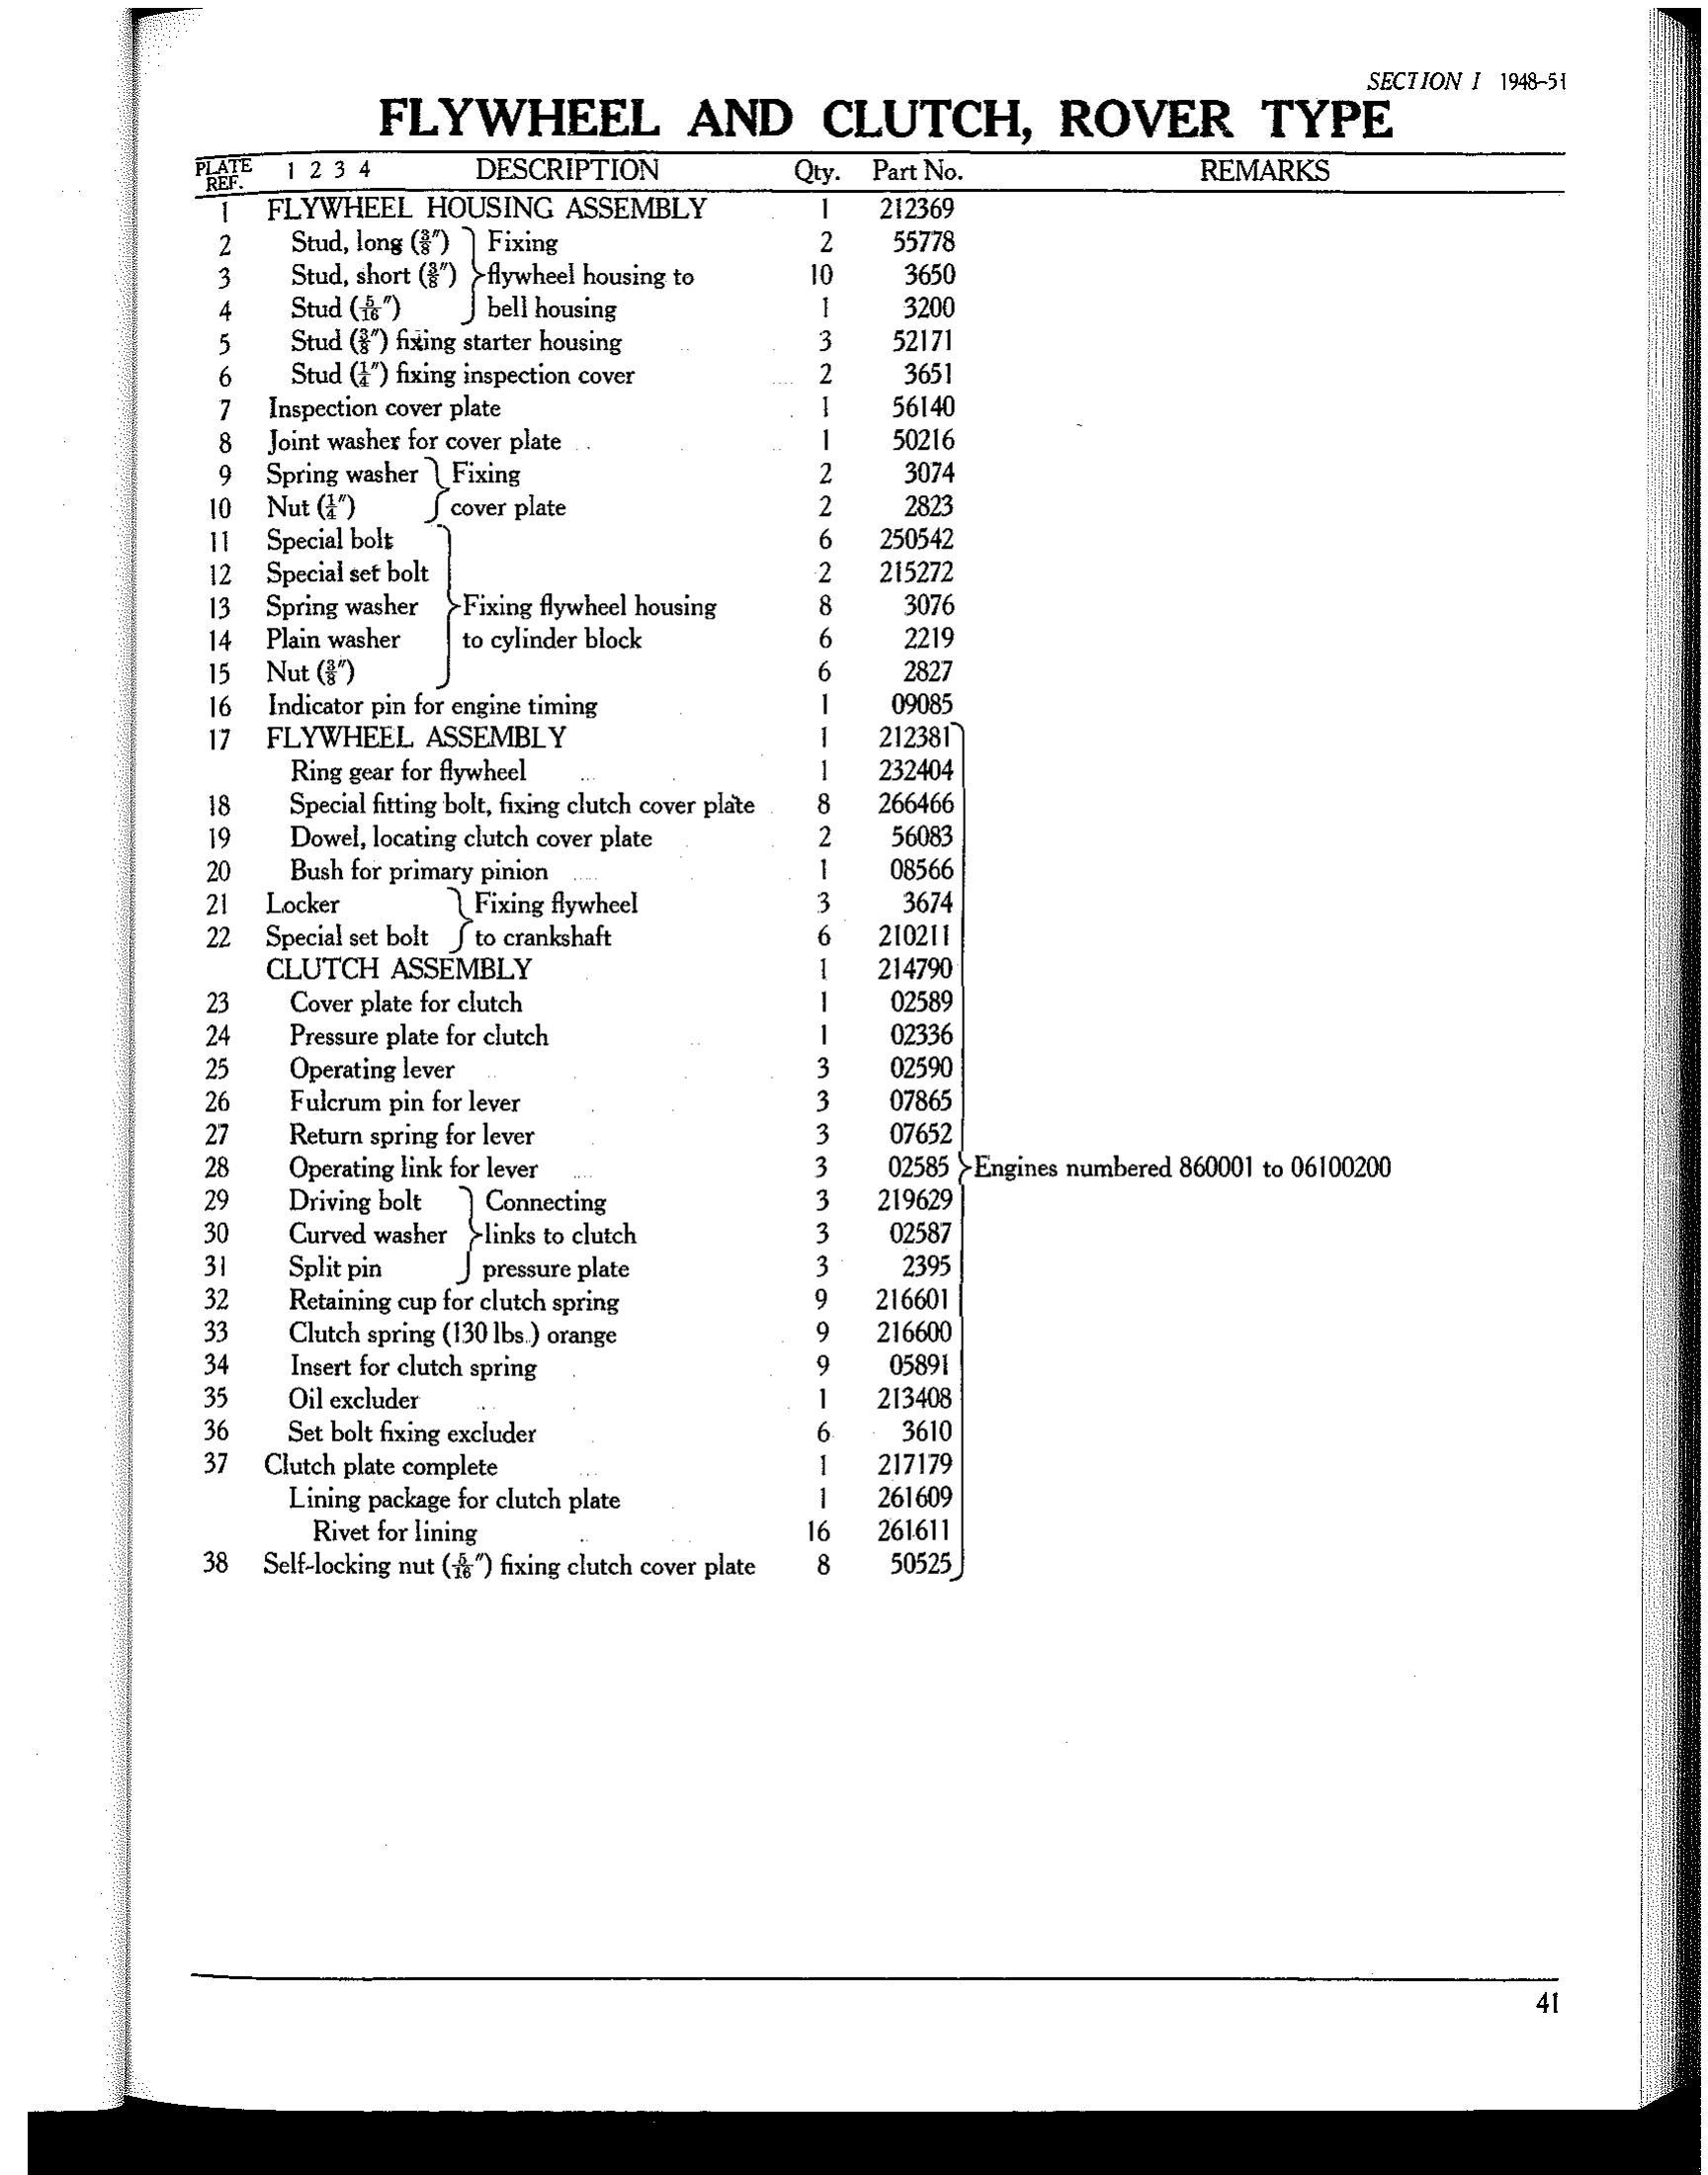 SECTION I 1948-51
FLYWHEEL AND CLUTCH, ROVER TYPE
PLATE REF. 1 2 3 4 DESCRIPTION Qty. Part No. REMARKS
1 FLYWHEEL HOUSING ASSEMBLY 1 212369
2 Stud, long (3/8″) Fixing 2 55778
3 Stud, short (3/8″) flywheel housing to 10 3650
4 Stud (5/16″) bell housing 1 3200
5 Stud (3/8″) fixing starter housing 3 52171
6 Stud (1/4″) fixing inspection cover 2 3651
7 Inspection cover plate 1 56140
8 Joint washer for cover plate 1 50216
9 Spring washer Fixing 2 3074
10 Nut (1/4″) cover plate 2 2823
11 Special bolt 6 250542
12 Special set bolt 2 215272
13 Spring washer Fixing flywheel housing 8 3076
14 Plain washer to cylinder block 6 2219
15 Nut (3/8″) 6 2827
16 Indicator pin for engine timing 1 09085
17 FLYWHEEL ASSEMBLY 1 212381
Ring gear for flywheel 1 232404
18 Special fitting bolt, fixing clutch cover plate 8 266466
19 Dowel, locating clutch cover plate 2 56083
20 Bush for primary pinion 1 08566
21 Locker Fixing flywheel 3 3674
22 Special set bolt to crankshaft 6 210211
CLUTCH ASSEMBLY 1 214790
23 Cover plate for clutch 1 02589
24 Pressure plate for clutch 1 02336
25 Operating lever 3 02590
26 Fulcrum pin for lever 3 07865
27 Return spring for lever 3 07652
28 Operating link for lever 3 02585 Engines numbered 860001 to 06100200
29 Driving bolt Connecting 3 219629
30 Curved washer links to clutch 3 02587
31 Split pin pressure plate 3 2395
32 Retaining cup for clutch spring 9 216601
33 Clutch spring (130 lbs.) orange 9 216600
34 Insert for clutch spring 9 05891
35 Oil excluder 1 213408
36 Set bolt fixing excluder 6 3610
37 Clutch plate complete 1 217179
Lining package for clutch plate 1 261609
Rivet for lining 16 261611
38 Self-locking nut (5/16″) fixing clutch cover plate 8 50525
41